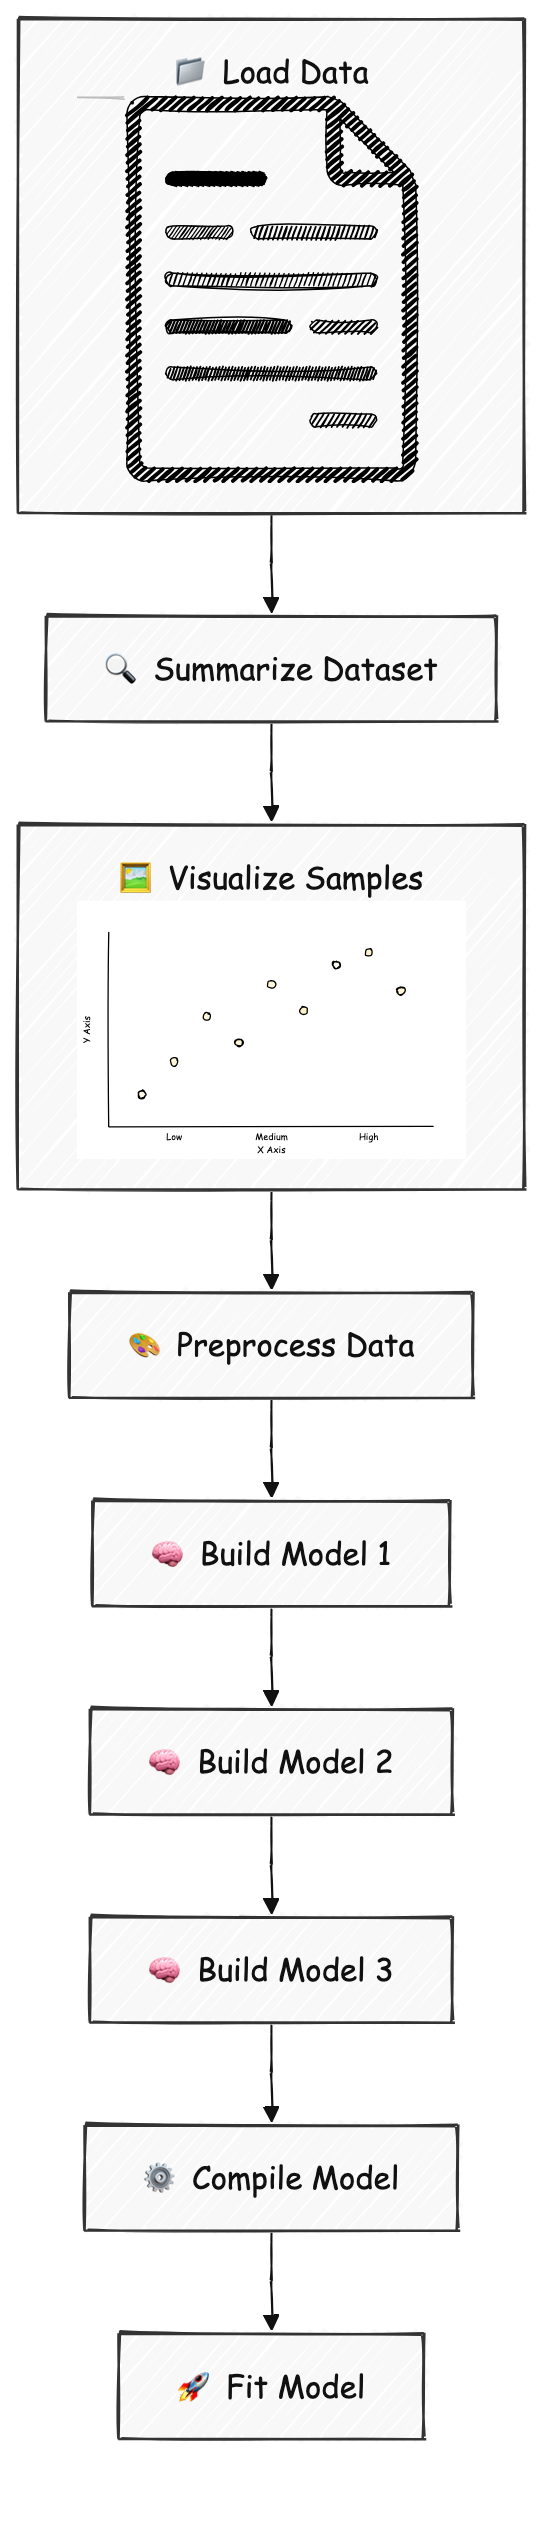 📁 Load Data
🔍 Summarize Dataset
🖼️ Visualize Samples
Y Axis
Low Medium High
X Axis
🎨 Preprocess Data
🧠 Build Model 1
🧠 Build Model 2
🧠 Build Model 3
⚙️ Compile Model
🚀 Fit Model